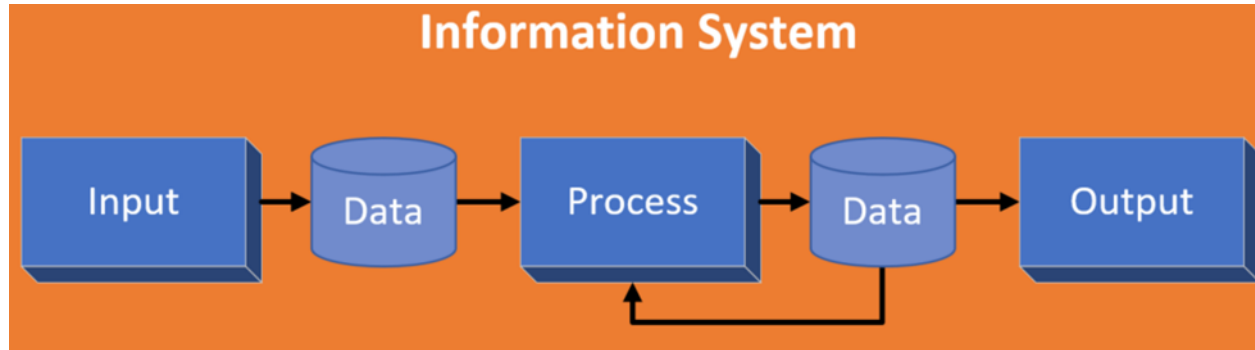 Information System
Input
Data
Process
Data
Output